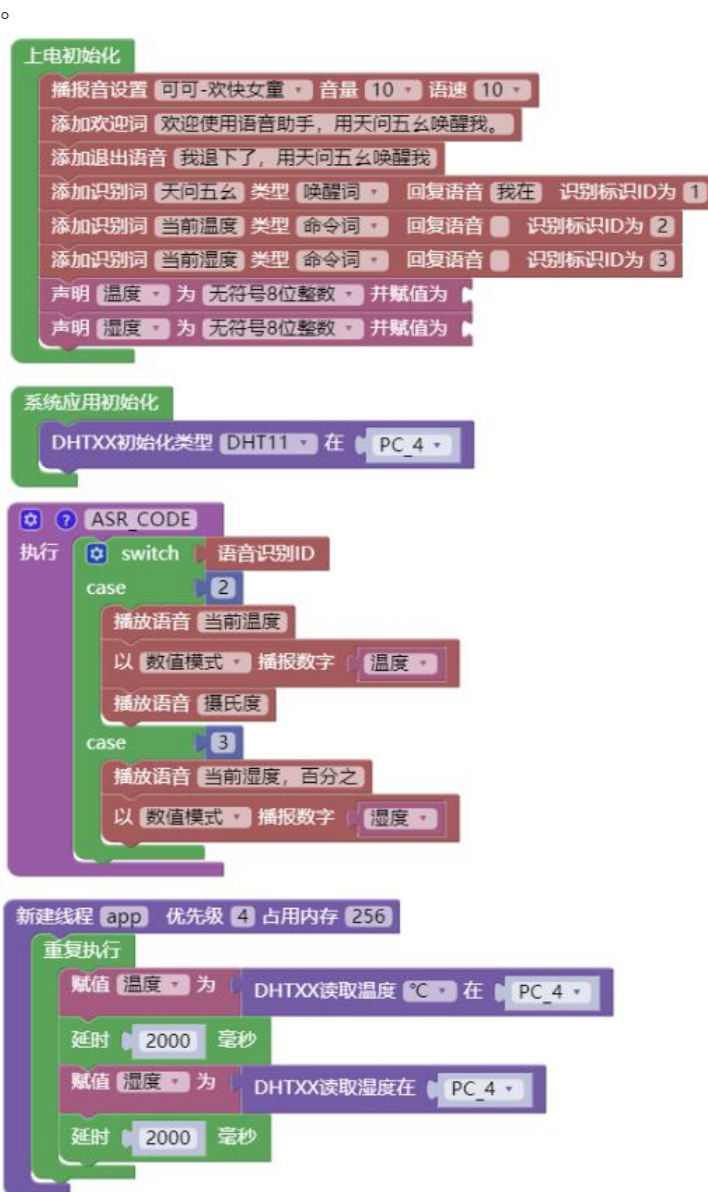 。
上电初始化
播报音设置 可可-欢快女童 音量 10 语速 10
添加欢迎词 欢迎使用语音助手，用天问五幺唤醒我。
添加退出语音 我退下了，用天问五幺唤醒我
添加识别词 天问五幺 类型 唤醒词 回复语音 我在 识别标识ID为 1
添加识别词 当前温度 类型 命令词 回复语音 识别标识ID为 2
添加识别词 当前湿度 类型 命令词 回复语音 识别标识ID为 3
声明 温度 为 无符号8位整数 并赋值为
声明 湿度 为 无符号8位整数 并赋值为
系统应用初始化
DHTXX初始化类型 DHT11 在 PC_4
? ASR_CODE
执行 switch 语音识别ID
case 2
播放语音 当前温度
以 数值模式 播报数字 温度
播放语音 摄氏度
case 3
播放语音 当前湿度，百分之
以 数值模式 播报数字 湿度
新建线程 app 优先级 4 占用内存 256
重复执行
赋值 温度 为 DHTXX读取温度 ℃ 在 PC_4
延时 2000 毫秒
赋值 湿度 为 DHTXX读取湿度在 PC_4
延时 2000 毫秒